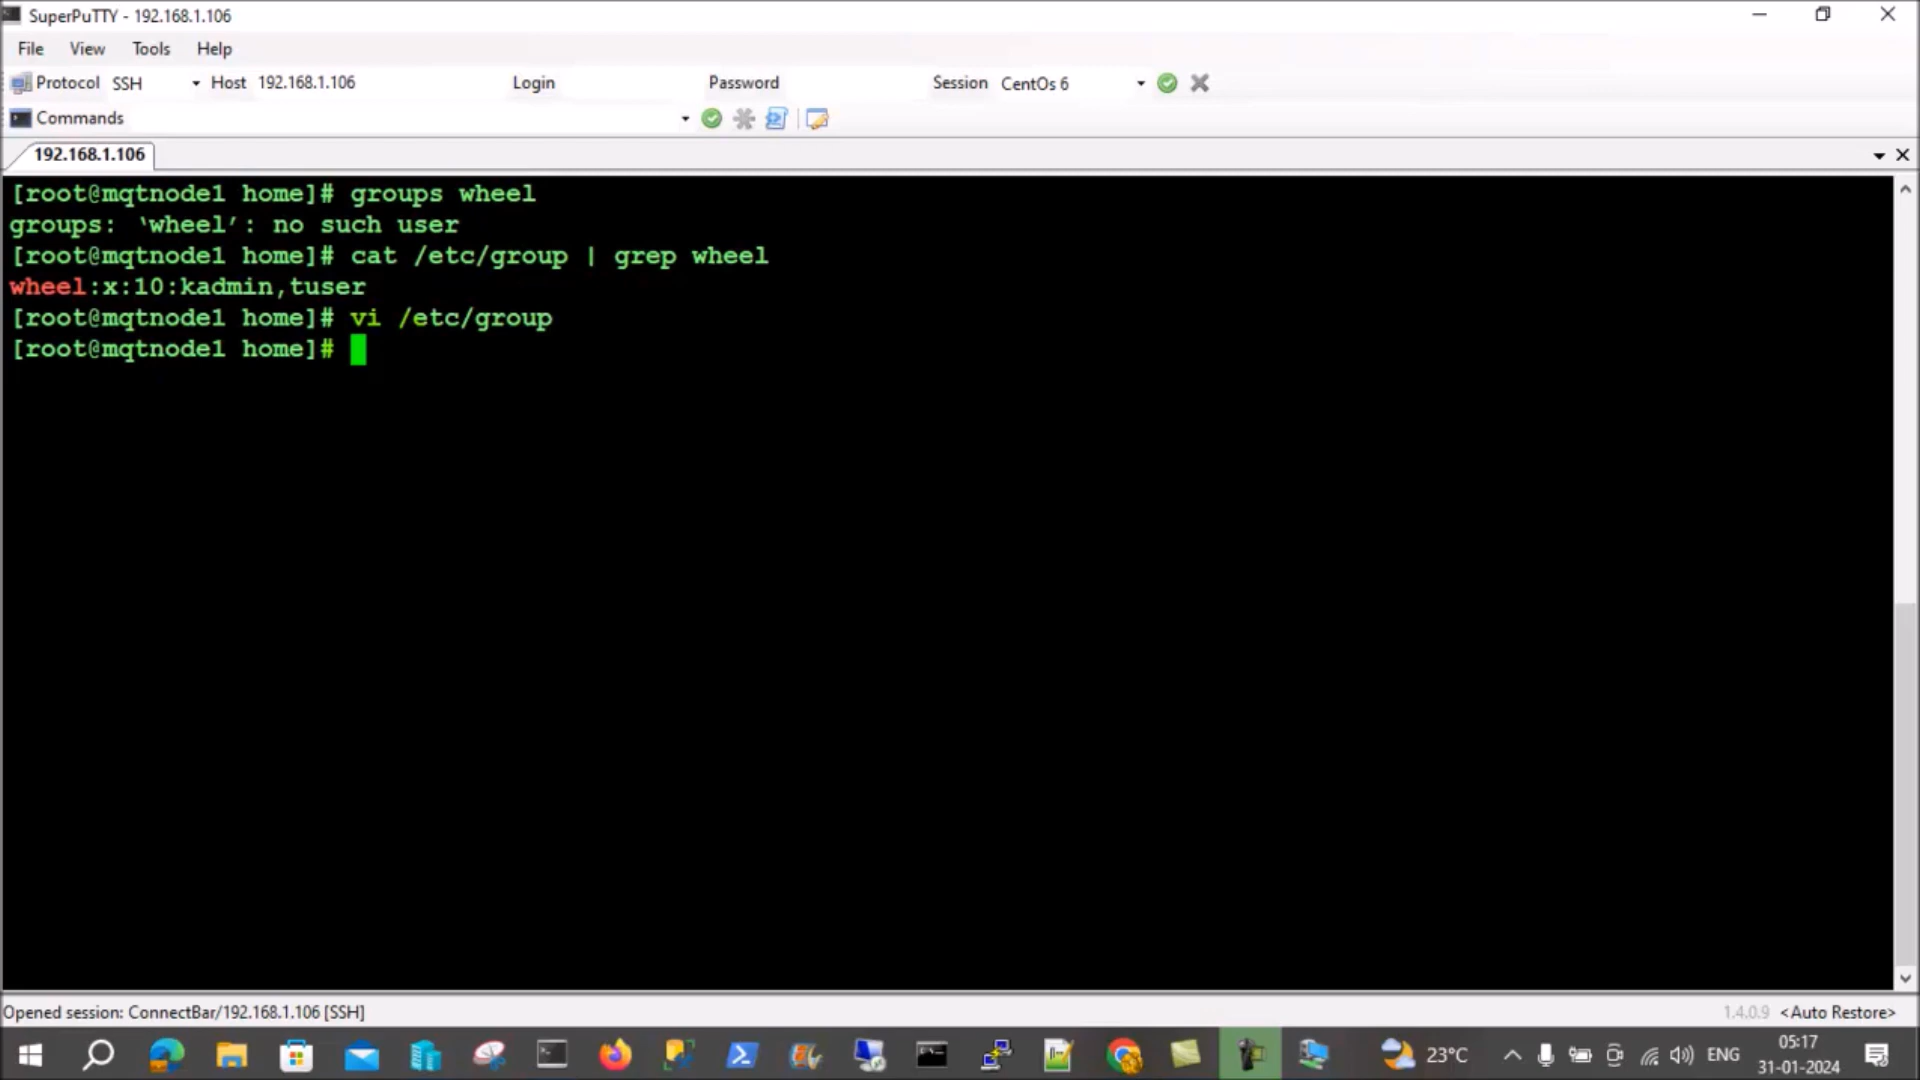 SuperPuTTY - 192.168.1.106
File View Tools Help
Protocol SSH Host 192.168.1.106 Login Password Session CentOs 6
Commands
192.168.1.106
[root@mqtnode1 home]# groups wheel
groups: ‘wheel’: no such user
[root@mqtnode1 home]# cat /etc/group | grep wheel
wheel:x:10:kadmin,tuser
[root@mqtnode1 home]# vi /etc/group
[root@mqtnode1 home]#
Opened session: ConnectBar/192.168.1.106 [SSH] 1.4.0.9 <Auto Restore>
23°C ENG 05:17
31-01-2024